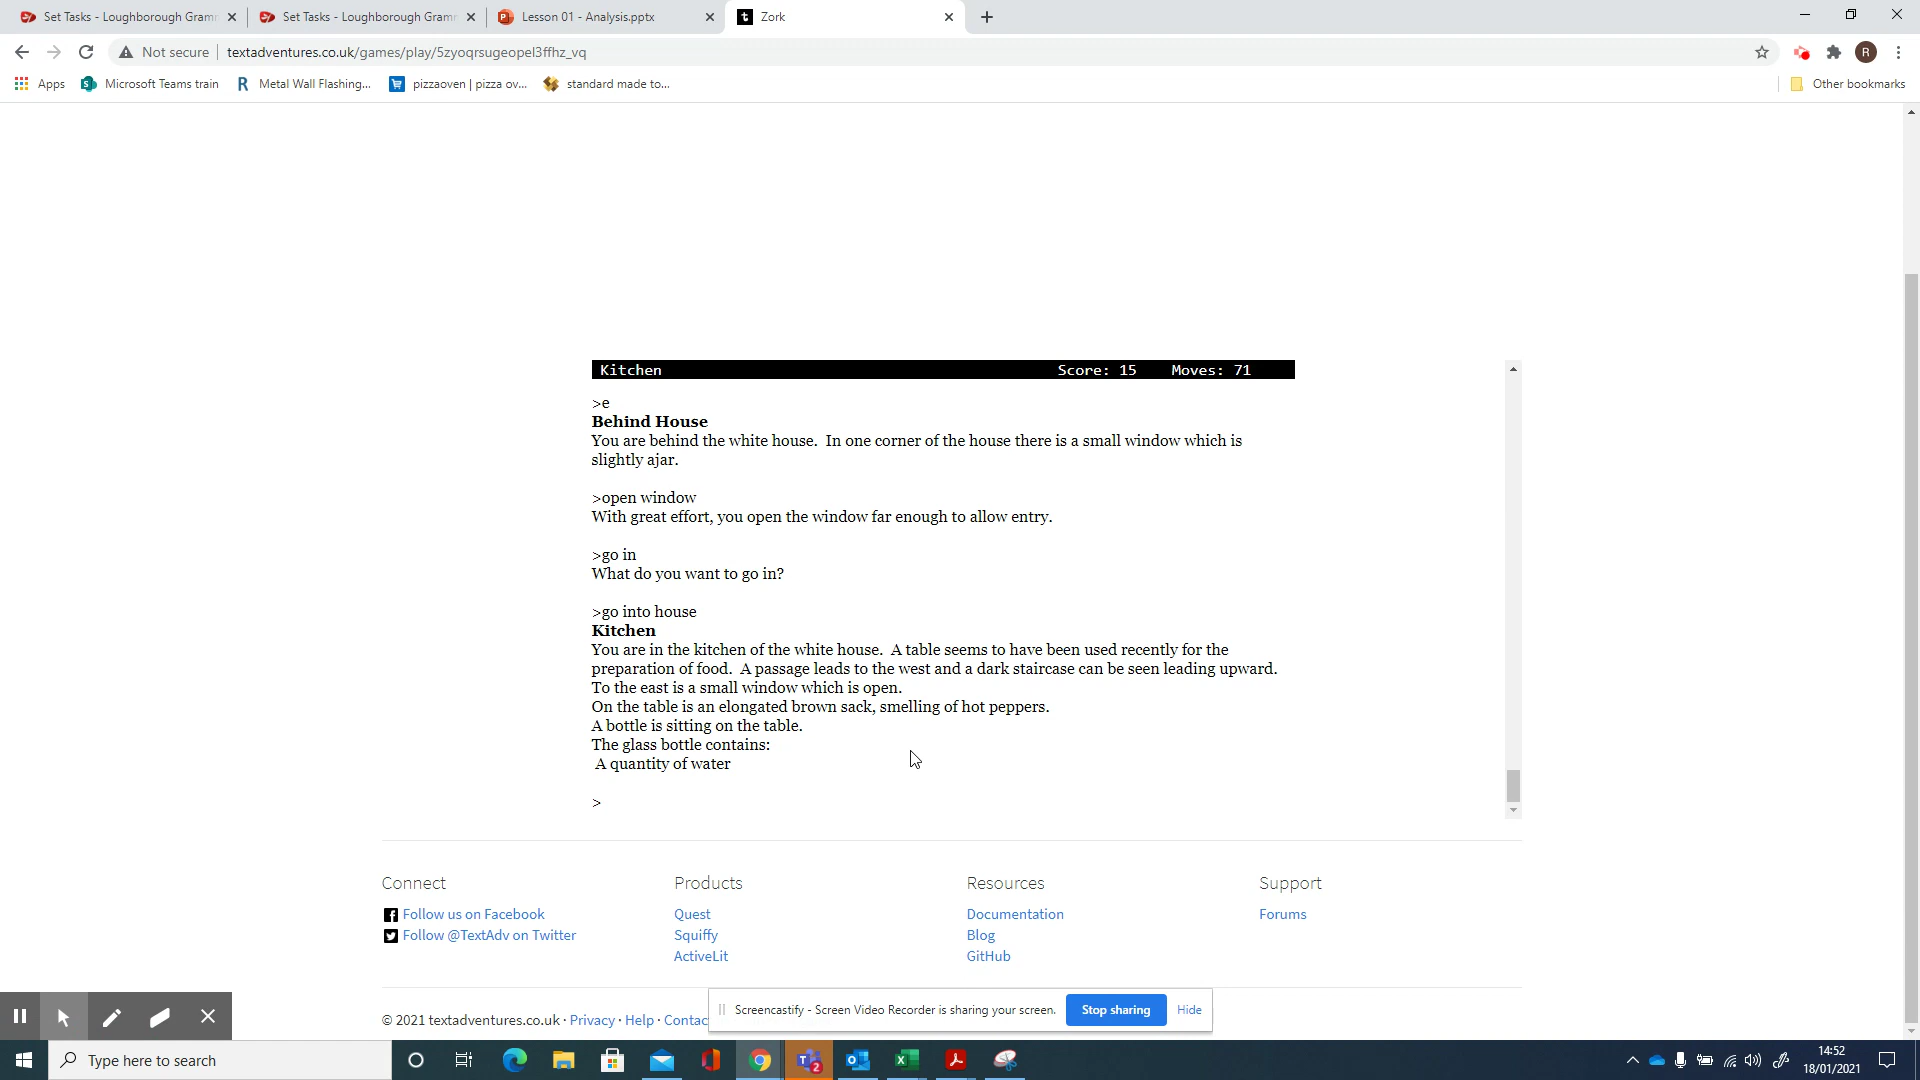 Set Tasks - Loughborough Gramm
Set Tasks - Loughborough Gramm
Lesson 01 - Analysis.pptx
Zork
Not secure
textadventures.co.uk/games/play/5zyoqrsugeopel3ffhz_vq
R
Apps
Microsoft Teams train
Metal Wall Flashing...
pizzaoven | pizza ov...
standard made to...
Other bookmarks
Kitchen Score: 15 Moves: 71
>e
Behind House
You are behind the white house. In one corner of the house there is a small window which is
slightly ajar.
>open window
With great effort, you open the window far enough to allow entry.
>go in
What do you want to go in?
>go into house
Kitchen
You are in the kitchen of the white house. A table seems to have been used recently for the
preparation of food. A passage leads to the west and a dark staircase can be seen leading upward.
To the east is a small window which is open.
On the table is an elongated brown sack, smelling of hot peppers.
A bottle is sitting on the table.
The glass bottle contains:
A quantity of water
>
Connect Products Resources Support
Follow us on Facebook Quest Documentation Forums
Follow @TextAdv on Twitter Squiffy Blog
ActiveLit GitHub
© 2021 textadventures.co.uk · Privacy · Help · Contac
Screencastify - Screen Video Recorder is sharing your screen. Stop sharing Hide
Type here to search
14:52
18/01/2021